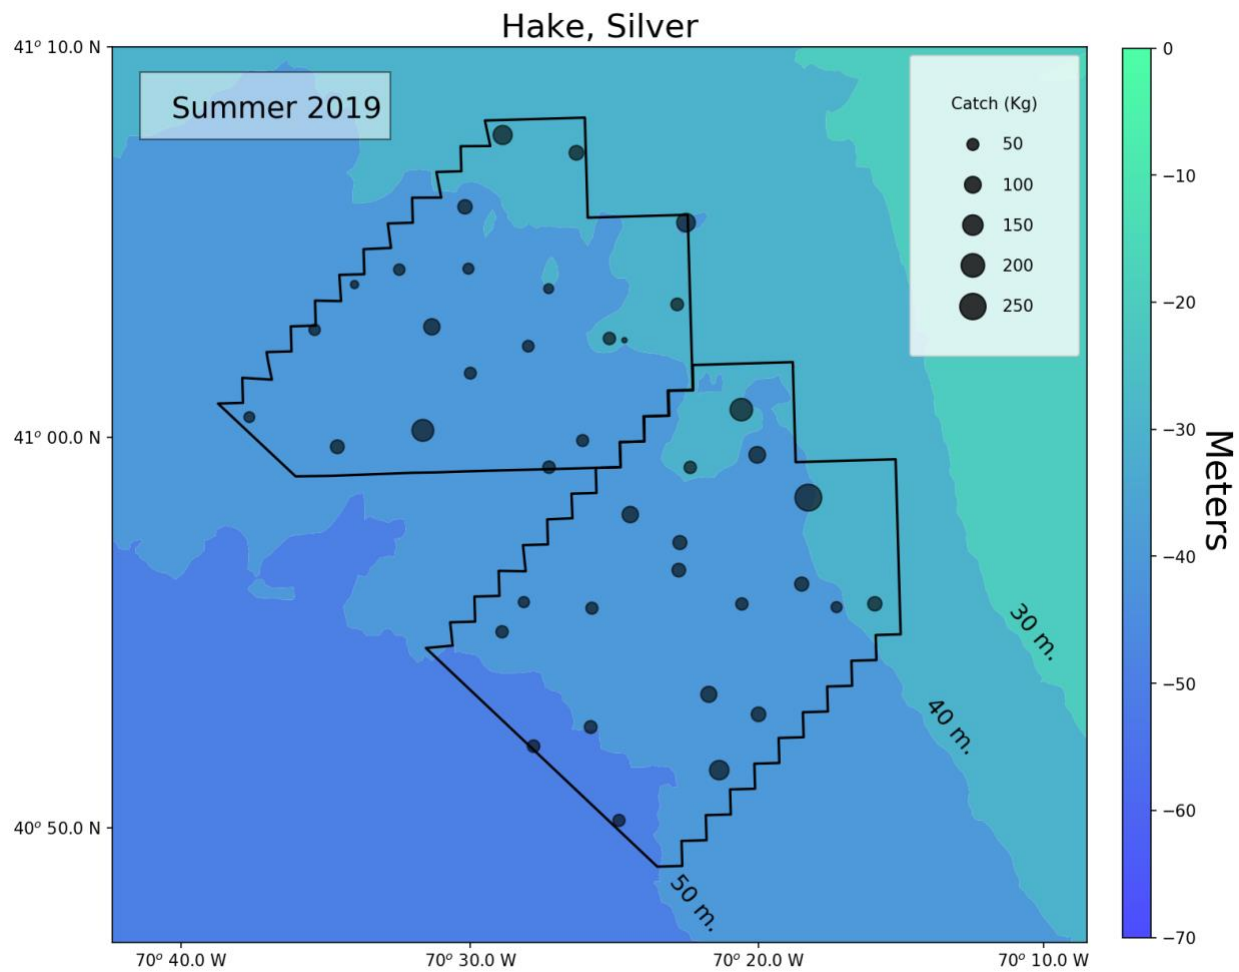 Hake, Silver
41° 10.0 N
41° 00.0 N
40° 50.0 N
Summer 2019
Catch (Kg)
50
100
150
200
250
30 m.
40 m.
50 m.
70° 40.0 W
70° 30.0 W
70° 20.0 W
70° 10.0 W
0
−10
−20
−30
−40
−50
−60
−70
Meters